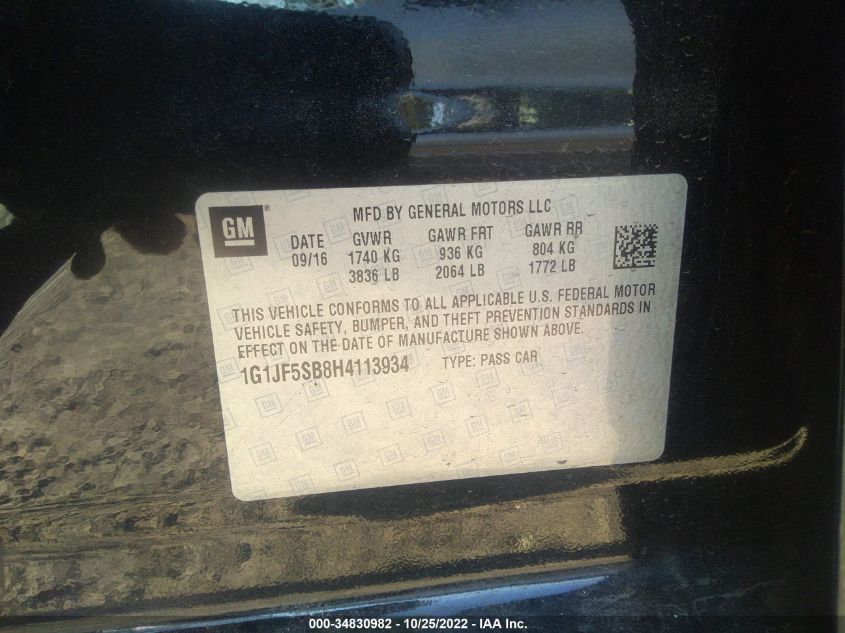 GM ®
MFD BY GENERAL MOTORS LLC
DATE GVWR GAWR FRT GAWR RR
09/16 1740 KG 936 KG 804 KG
3836 LB 2064 LB 1772 LB
THIS VEHICLE CONFORMS TO ALL APPLICABLE U.S. FEDERAL MOTOR
VEHICLE SAFETY, BUMPER, AND THEFT PREVENTION STANDARDS IN
EFFECT ON THE DATE OF MANUFACTURE SHOWN ABOVE.
1G1JF5SB8H4113934 TYPE: PASS CAR
000-34830982 - 10/25/2022 - IAA Inc.